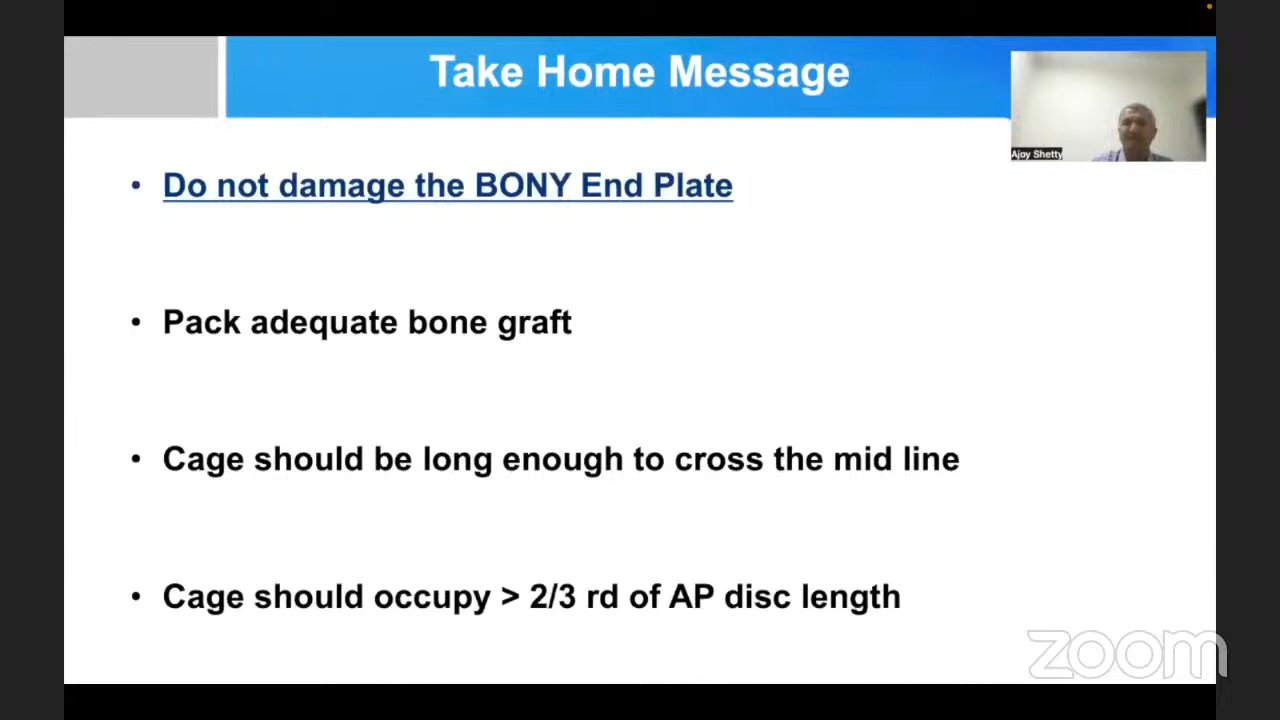 Take Home Message
Ajoy Shetty
• Do not damage the BONY End Plate
• Pack adequate bone graft
• Cage should be long enough to cross the mid line
• Cage should occupy > 2/3 rd of AP disc length
zoom